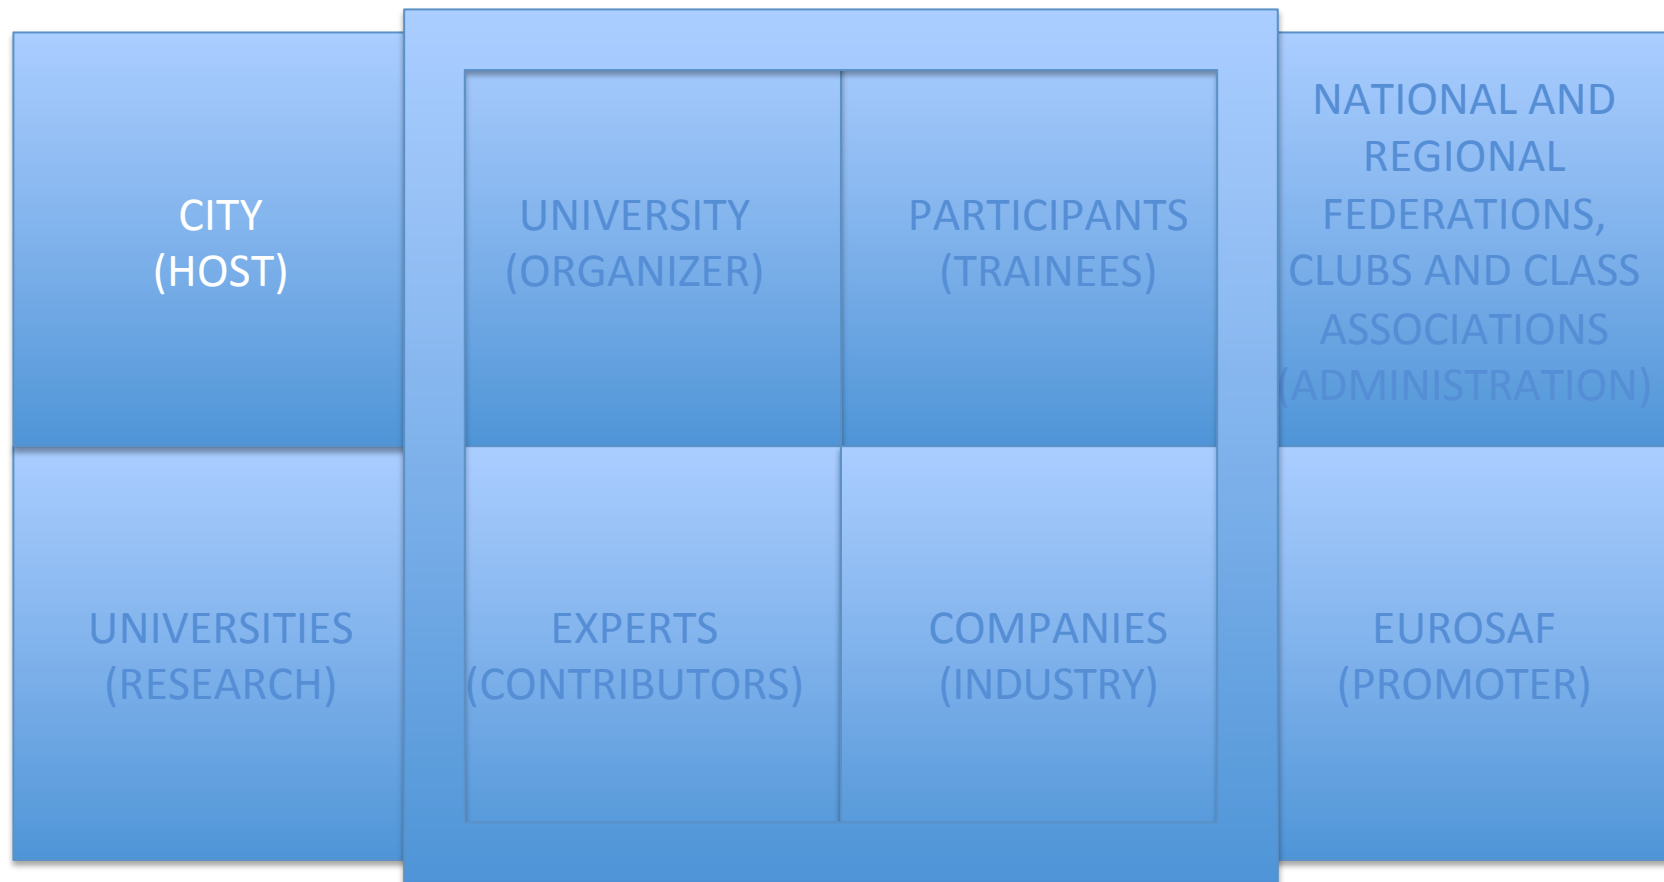 CITY
(HOST)
UNIVERSITY
(ORGANIZER)
PARTICIPANTS
(TRAINEES)
NATIONAL AND
REGIONAL
FEDERATIONS,
CLUBS AND CLASS
ASSOCIATIONS
(ADMINISTRATION)
UNIVERSITIES
(RESEARCH)
EXPERTS
(CONTRIBUTORS)
COMPANIES
(INDUSTRY)
EUROSAF
(PROMOTER)